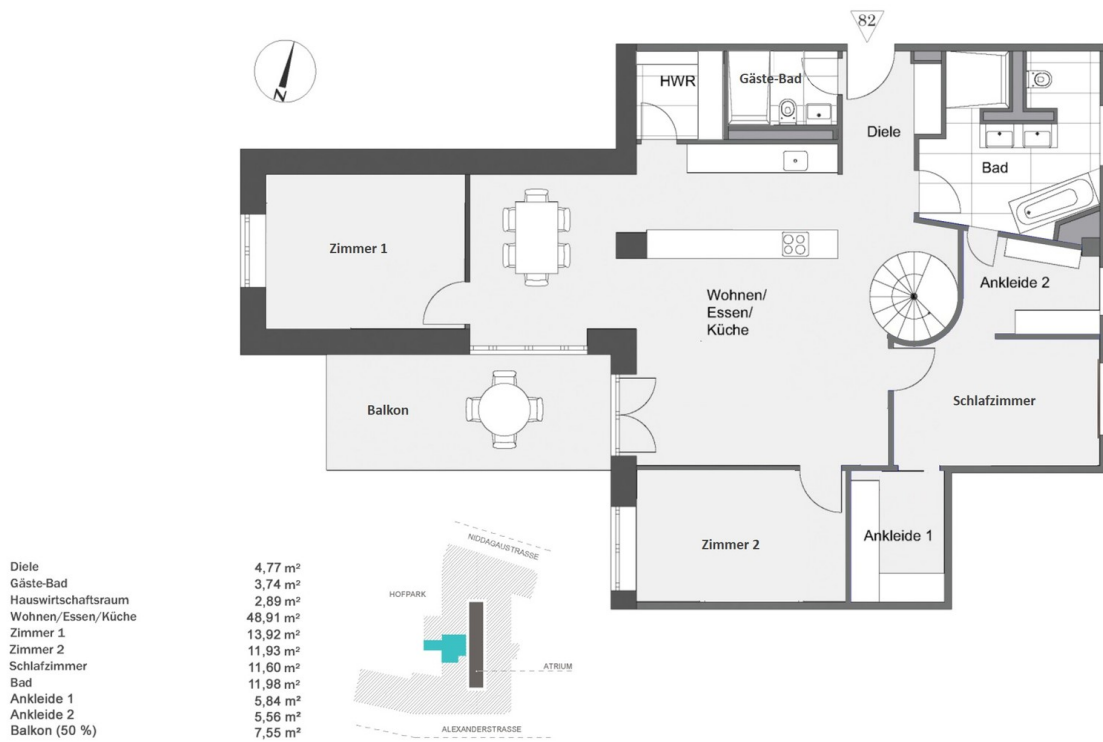 82
N
HWR
Gäste-Bad
Diele
Bad
Zimmer 1
Ankleide 2
Wohnen/
Essen/
Küche
Balkon
Schlafzimmer
Zimmer 2
Ankleide 1
NIDDAGAUSTRASSE
HOFPARK
ATRIUM
ALEXANDERSTRASSE
Diele 4,77 m²
Gäste-Bad 3,74 m²
Hauswirtschaftsraum 2,89 m²
Wohnen/Essen/Küche 48,91 m²
Zimmer 1 13,92 m²
Zimmer 2 11,93 m²
Schlafzimmer 11,60 m²
Bad 11,98 m²
Ankleide 1 5,84 m²
Ankleide 2 5,56 m²
Balkon (50 %) 7,55 m²